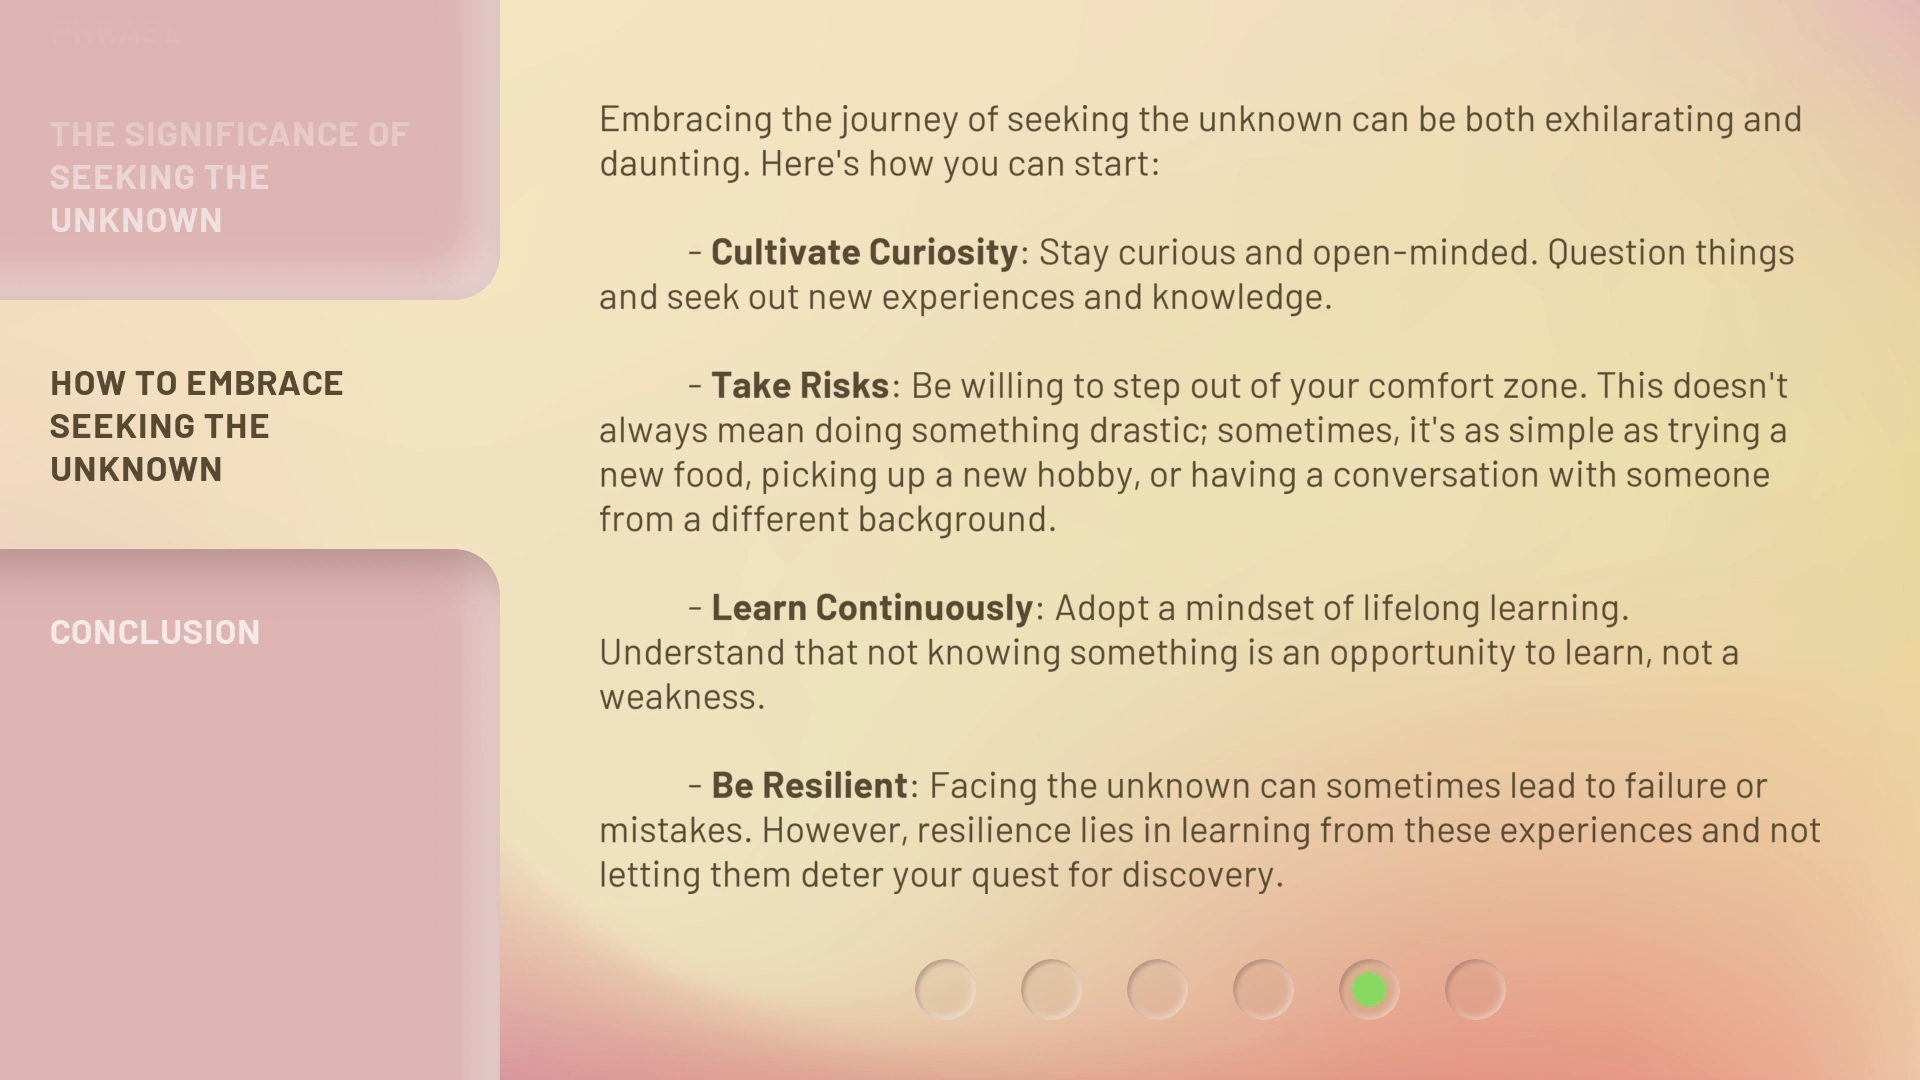 PHRASE
THE SIGNIFICANCE OF
SEEKING THE
UNKNOWN
HOW TO EMBRACE
SEEKING THE
UNKNOWN
CONCLUSION
Embracing the journey of seeking the unknown can be both exhilarating and
daunting. Here's how you can start:
- Cultivate Curiosity: Stay curious and open-minded. Question things
and seek out new experiences and knowledge.
- Take Risks: Be willing to step out of your comfort zone. This doesn't
always mean doing something drastic; sometimes, it's as simple as trying a
new food, picking up a new hobby, or having a conversation with someone
from a different background.
- Learn Continuously: Adopt a mindset of lifelong learning.
Understand that not knowing something is an opportunity to learn, not a
weakness.
- Be Resilient: Facing the unknown can sometimes lead to failure or
mistakes. However, resilience lies in learning from these experiences and not
letting them deter your quest for discovery.